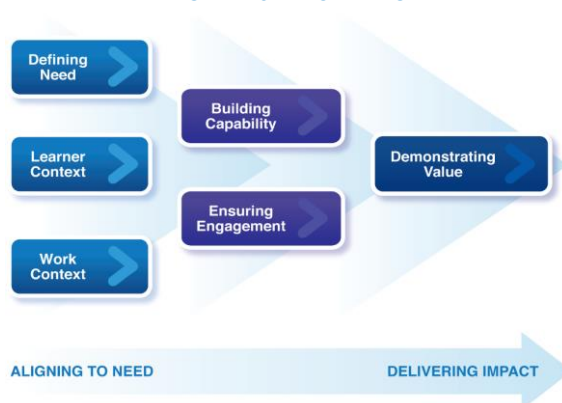 Defining
Need
Learner
Context
Work
Context
Building
Capability
Ensuring
Engagement
Demonstrating
Value
ALIGNING TO NEED
DELIVERING IMPACT